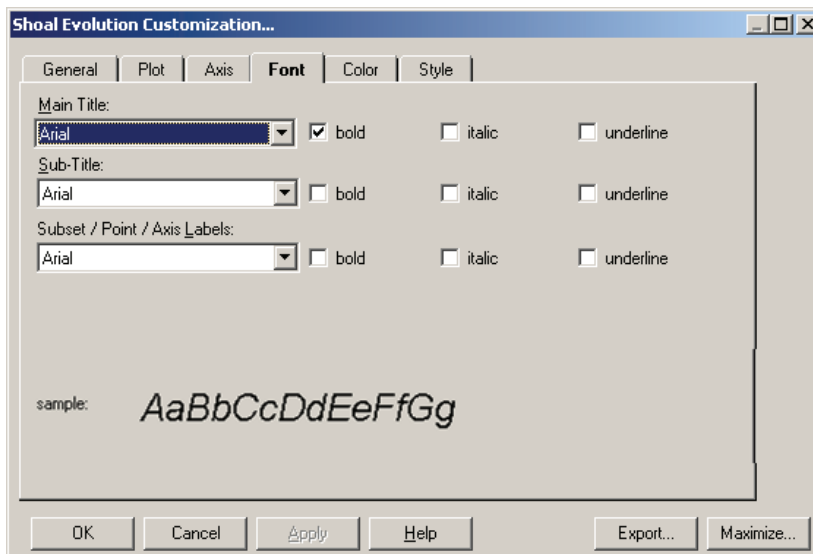 Shoal Evolution Customization...
General Plot Axis Font Color Style
Main Title:
Arial bold italic underline
Sub-Title:
Arial bold italic underline
Subset / Point / Axis Labels:
Arial bold italic underline
sample: AaBbCcDdEeFfGg
OK Cancel Apply Help Export... Maximize...